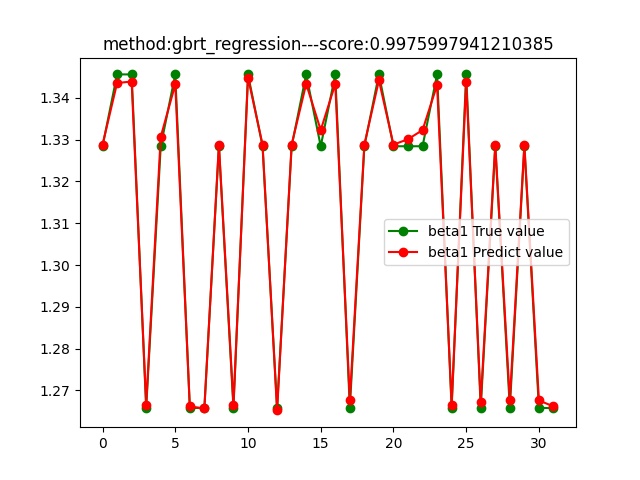 method:gbrt_regression---score:0.9975997941210385
1.34
1.33
1.32
1.31
1.30
1.29
1.28
1.27
beta1 True value
beta1 Predict value
0 5 10 15 20 25 30